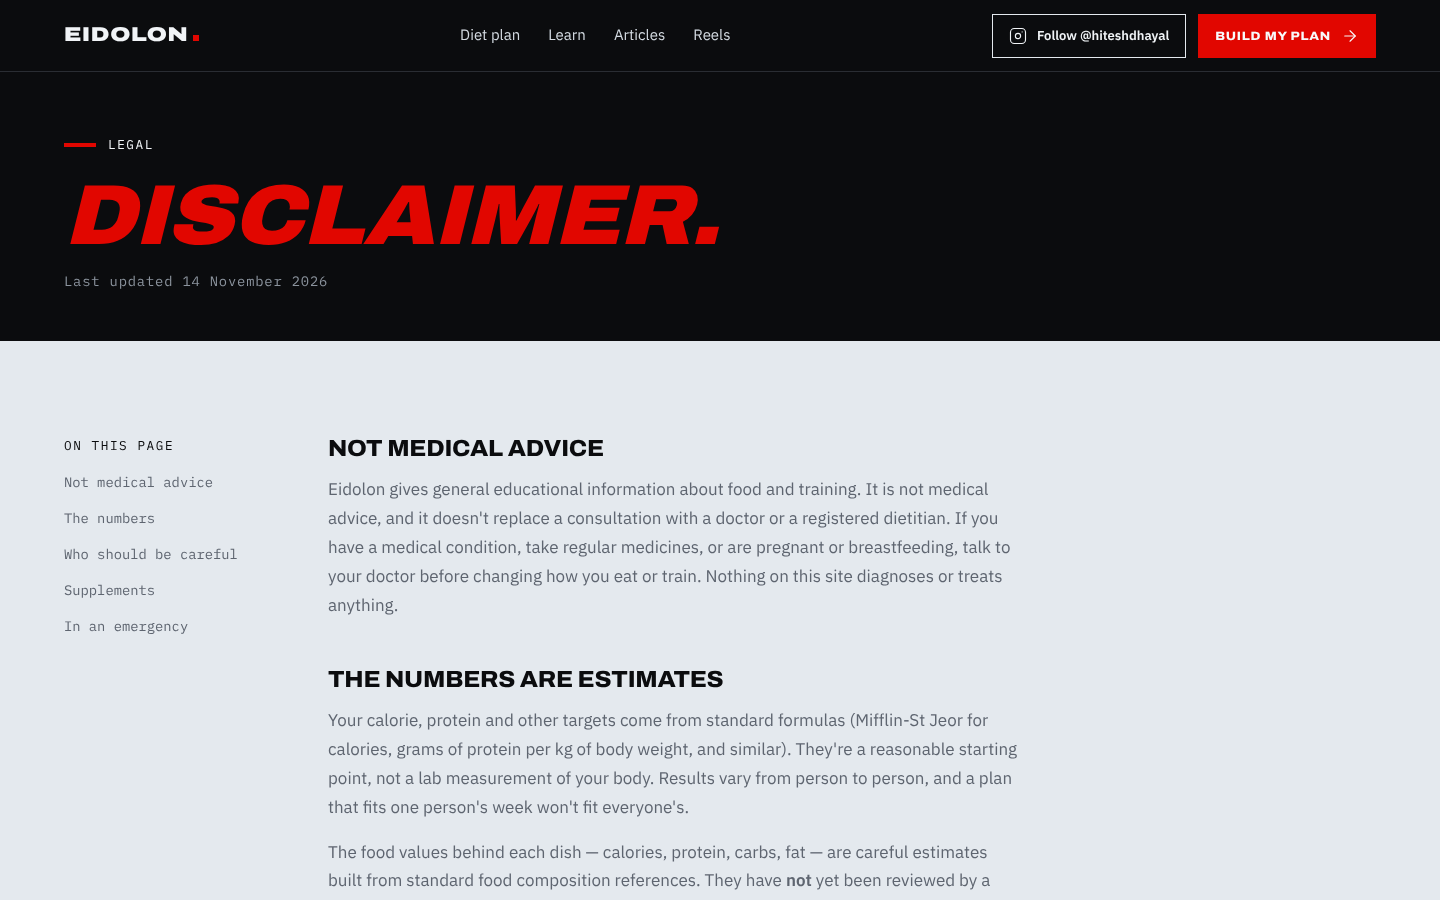 EIDOLON.
Diet plan
Learn
Articles
Reels
Follow @hiteshdhayal
BUILD MY PLAN
LEGAL
DISCLAIMER.
Last updated 14 November 2026
ON THIS PAGE
Not medical advice
The numbers
Who should be careful
Supplements
In an emergency
NOT MEDICAL ADVICE
Eidolon gives general educational information about food and training. It is not medical
advice, and it doesn't replace a consultation with a doctor or a registered dietitian. If you
have a medical condition, take regular medicines, or are pregnant or breastfeeding, talk to
your doctor before changing how you eat or train. Nothing on this site diagnoses or treats
anything.
THE NUMBERS ARE ESTIMATES
Your calorie, protein and other targets come from standard formulas (Mifflin-St Jeor for
calories, grams of protein per kg of body weight, and similar). They're a reasonable starting
point, not a lab measurement of your body. Results vary from person to person, and a plan
that fits one person's week won't fit everyone's.
The food values behind each dish — calories, protein, carbs, fat — are careful estimates
built from standard food composition references. They have not yet been reviewed by a